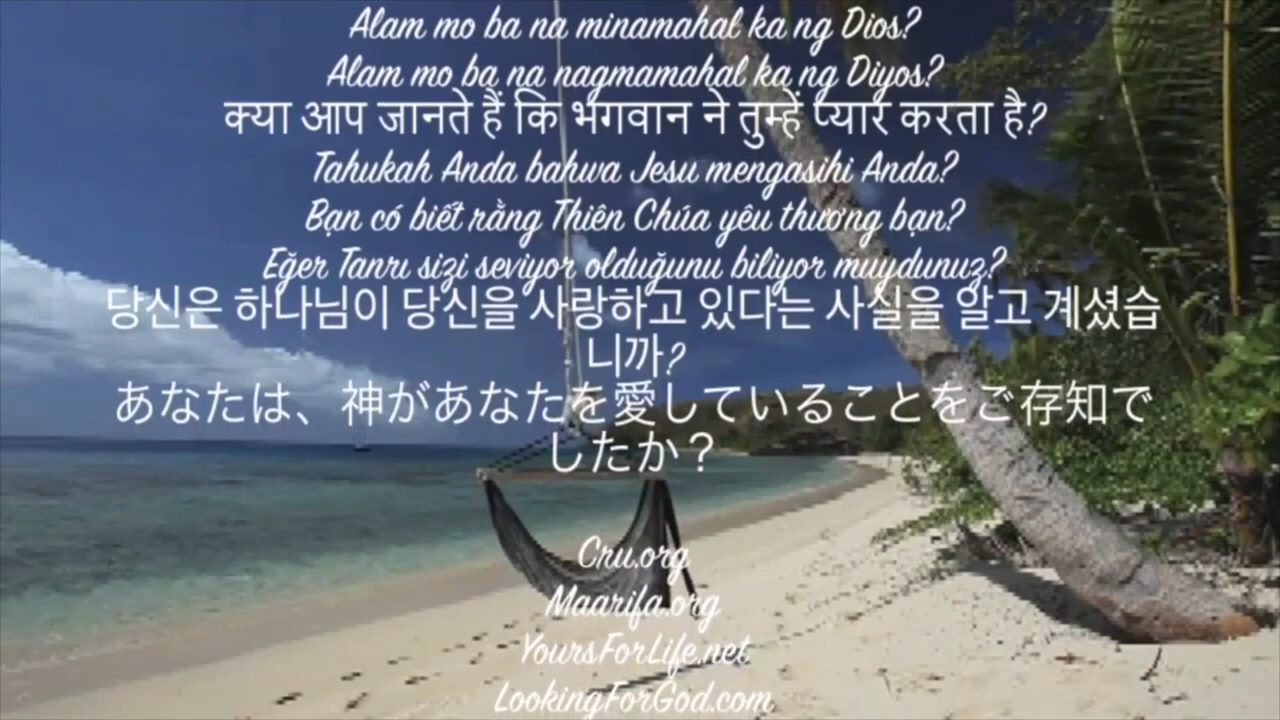 Alam mo ba na minamahal ka ng Dios?
Alam mo ba na nagmamahal ka ng Diyos?
क्या आप जानते हैं कि भगवान ने तुम्हें प्यार करता है?
Tahukah Anda bahwa Jesu mengasihi Anda?
Bạn có biết rằng Thiên Chúa yêu thương bạn?
Eğer Tanrı sizi seviyor olduğunu biliyor muydunuz?
당신은 하나님이 당신을 사랑하고 있다는 사실을 알고 계셨습
니까?
あなたは、神があなたを愛していることをご存知で
したか？
Cru.org
Maarifa.org
YoursForLife.net
LookingForGod.com